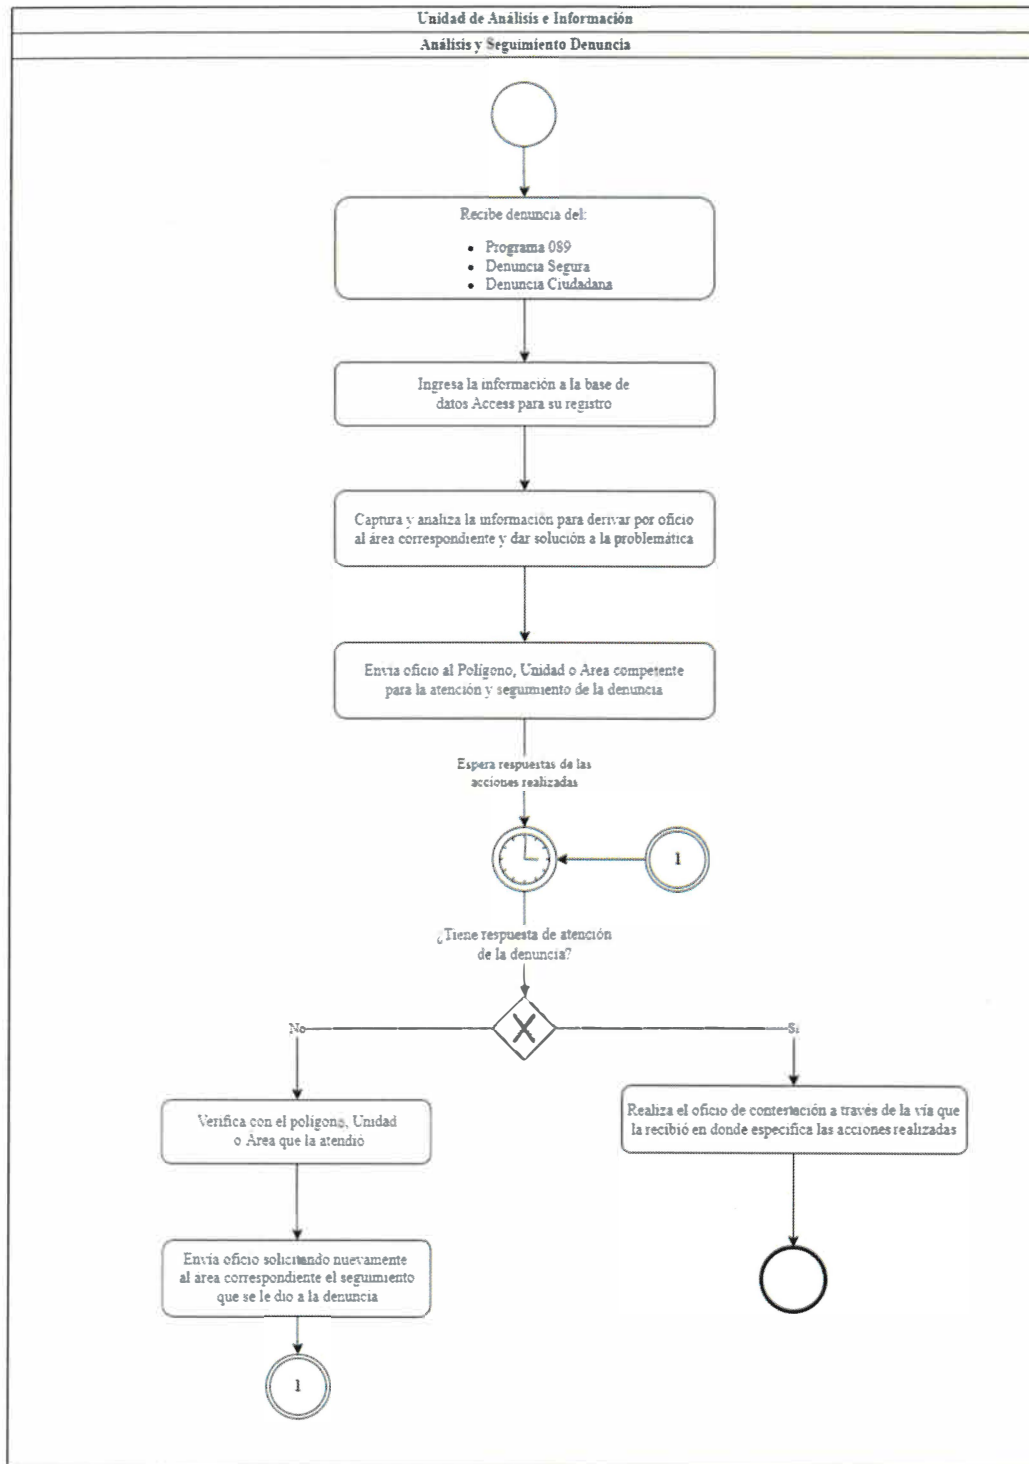 Unidad de Análisis e Información
Análisis y Seguimiento Denuncia
Recibe denuncia del:
• Programa 089
• Denuncia Segura
• Denuncia Ciudadana
Ingresa la información a la base de
datos Access para su registro
Captura y analiza la información para derivar por oficio
al área correspondiente y dar solución a la problemática
Envía oficio al Polígono, Unidad o Área competente
para la atención y seguimiento de la denuncia
Espera respuestas de las
acciones realizadas
1
¿Tiene respuesta de atención
de la denuncia?
No
Sí
Verifica con el polígono, Unidad
o Área que la atendió
Realiza el oficio de contestación a través de la vía que
la recibió en donde especifica las acciones realizadas
Envía oficio solicitando nuevamente
al área correspondiente el seguimiento
que se le dio a la denuncia
1